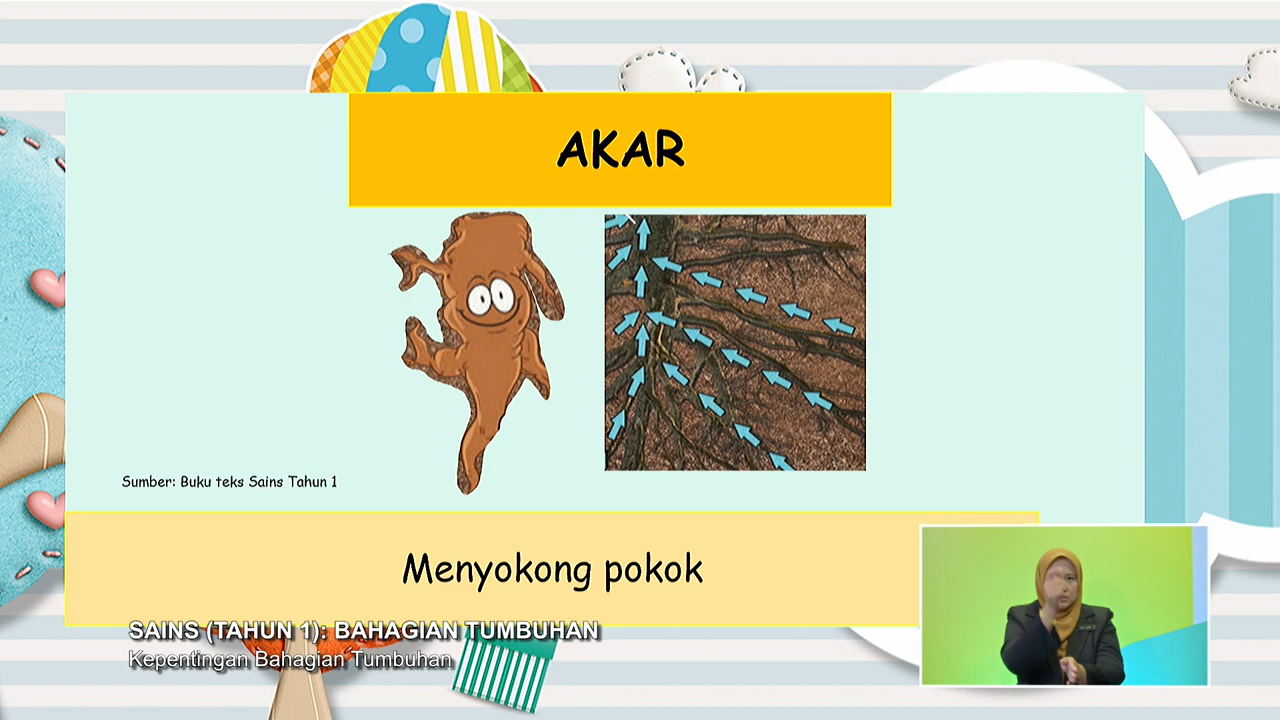 AKAR
Sumber: Buku teks Sains Tahun 1
Menyokong pokok
SAINS (TAHUN 1): BAHAGIAN TUMBUHAN
Kepentingan Bahagian Tumbuhan